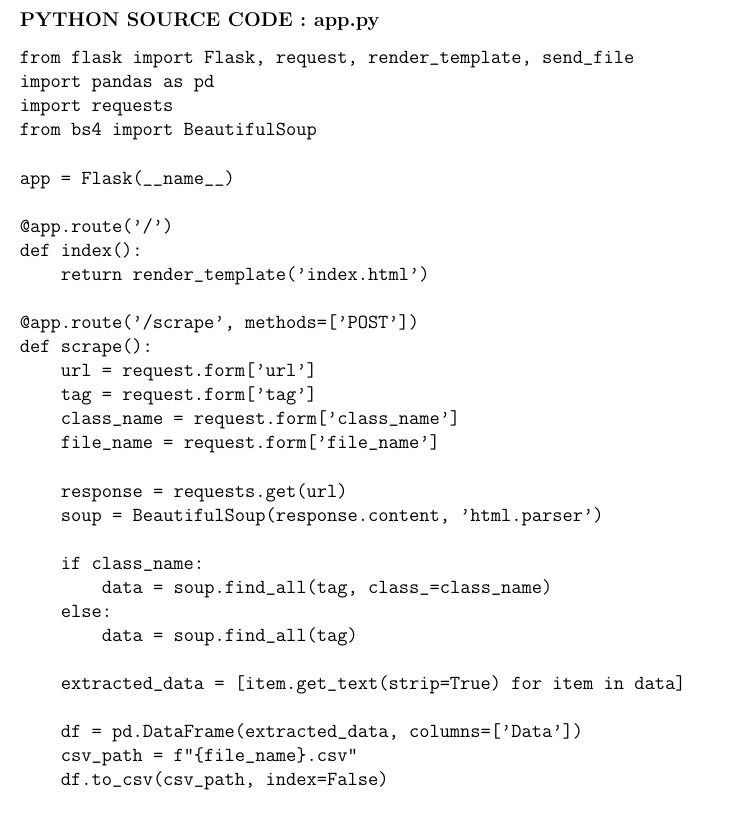 PYTHON SOURCE CODE : app.py
from flask import Flask, request, render_template, send_file
import pandas as pd
import requests
from bs4 import BeautifulSoup
app = Flask(__name__)
@app.route('/')
def index():
    return render_template('index.html')
@app.route('/scrape', methods=['POST'])
def scrape():
    url = request.form['url']
    tag = request.form['tag']
    class_name = request.form['class_name']
    file_name = request.form['file_name']
    response = requests.get(url)
    soup = BeautifulSoup(response.content, 'html.parser')
    if class_name:
        data = soup.find_all(tag, class_=class_name)
    else:
        data = soup.find_all(tag)
    extracted_data = [item.get_text(strip=True) for item in data]
    df = pd.DataFrame(extracted_data, columns=['Data'])
    csv_path = f"{file_name}.csv"
    df.to_csv(csv_path, index=False)